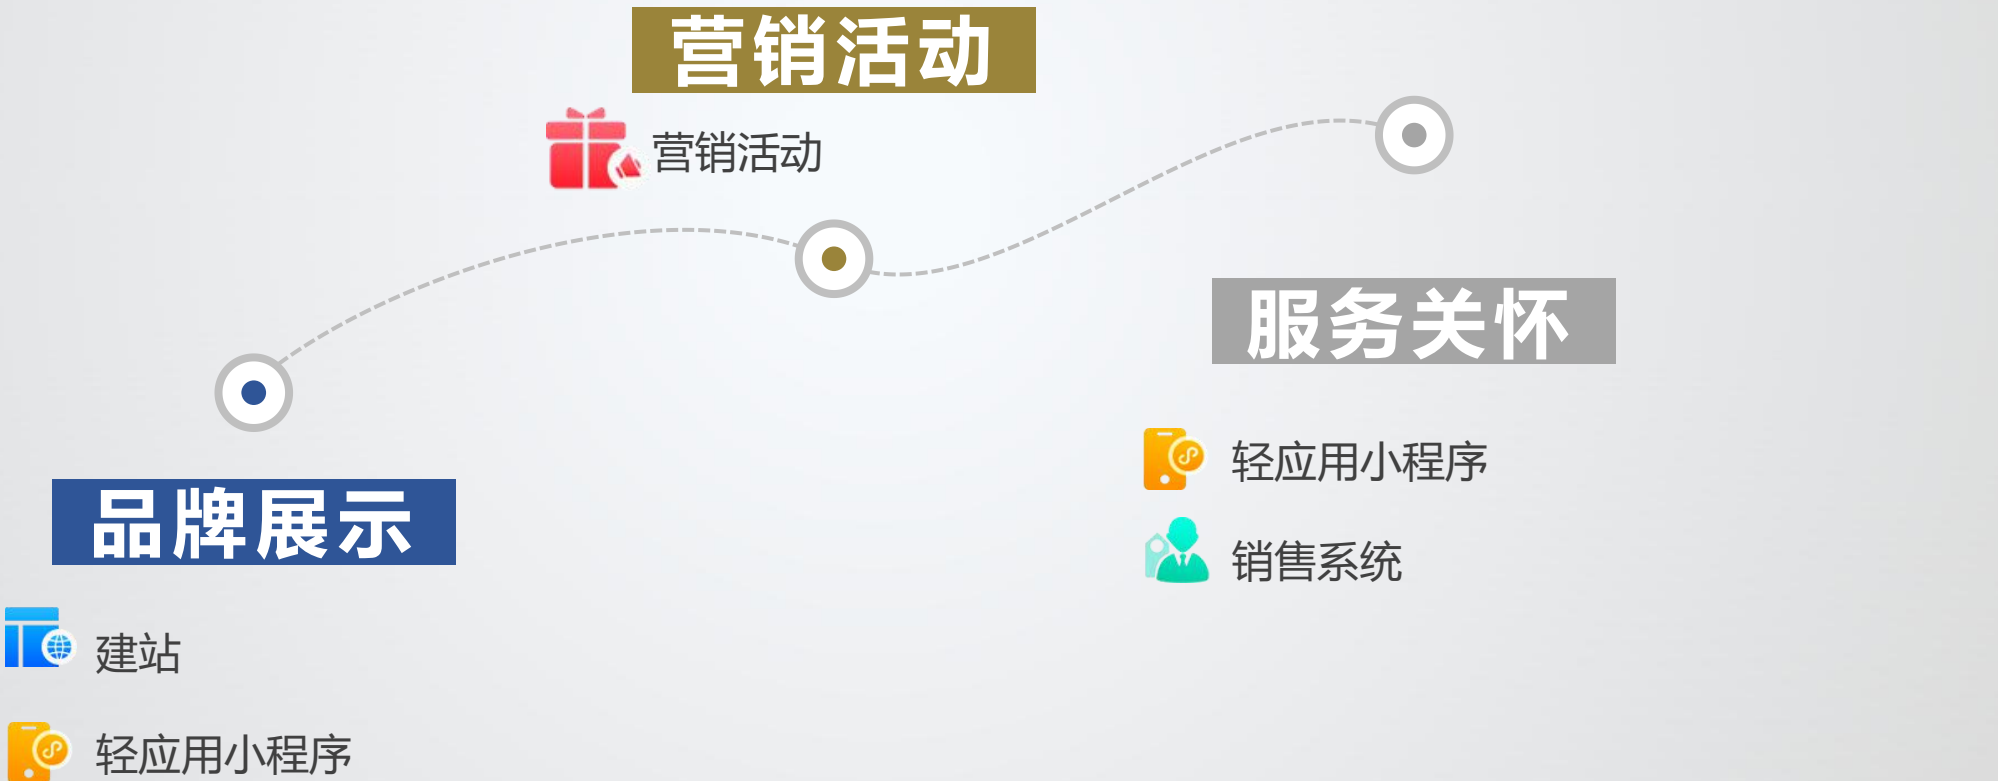 营销活动
营销活动
服务关怀
轻应用小程序
销售系统
品牌展示
建站
轻应用小程序